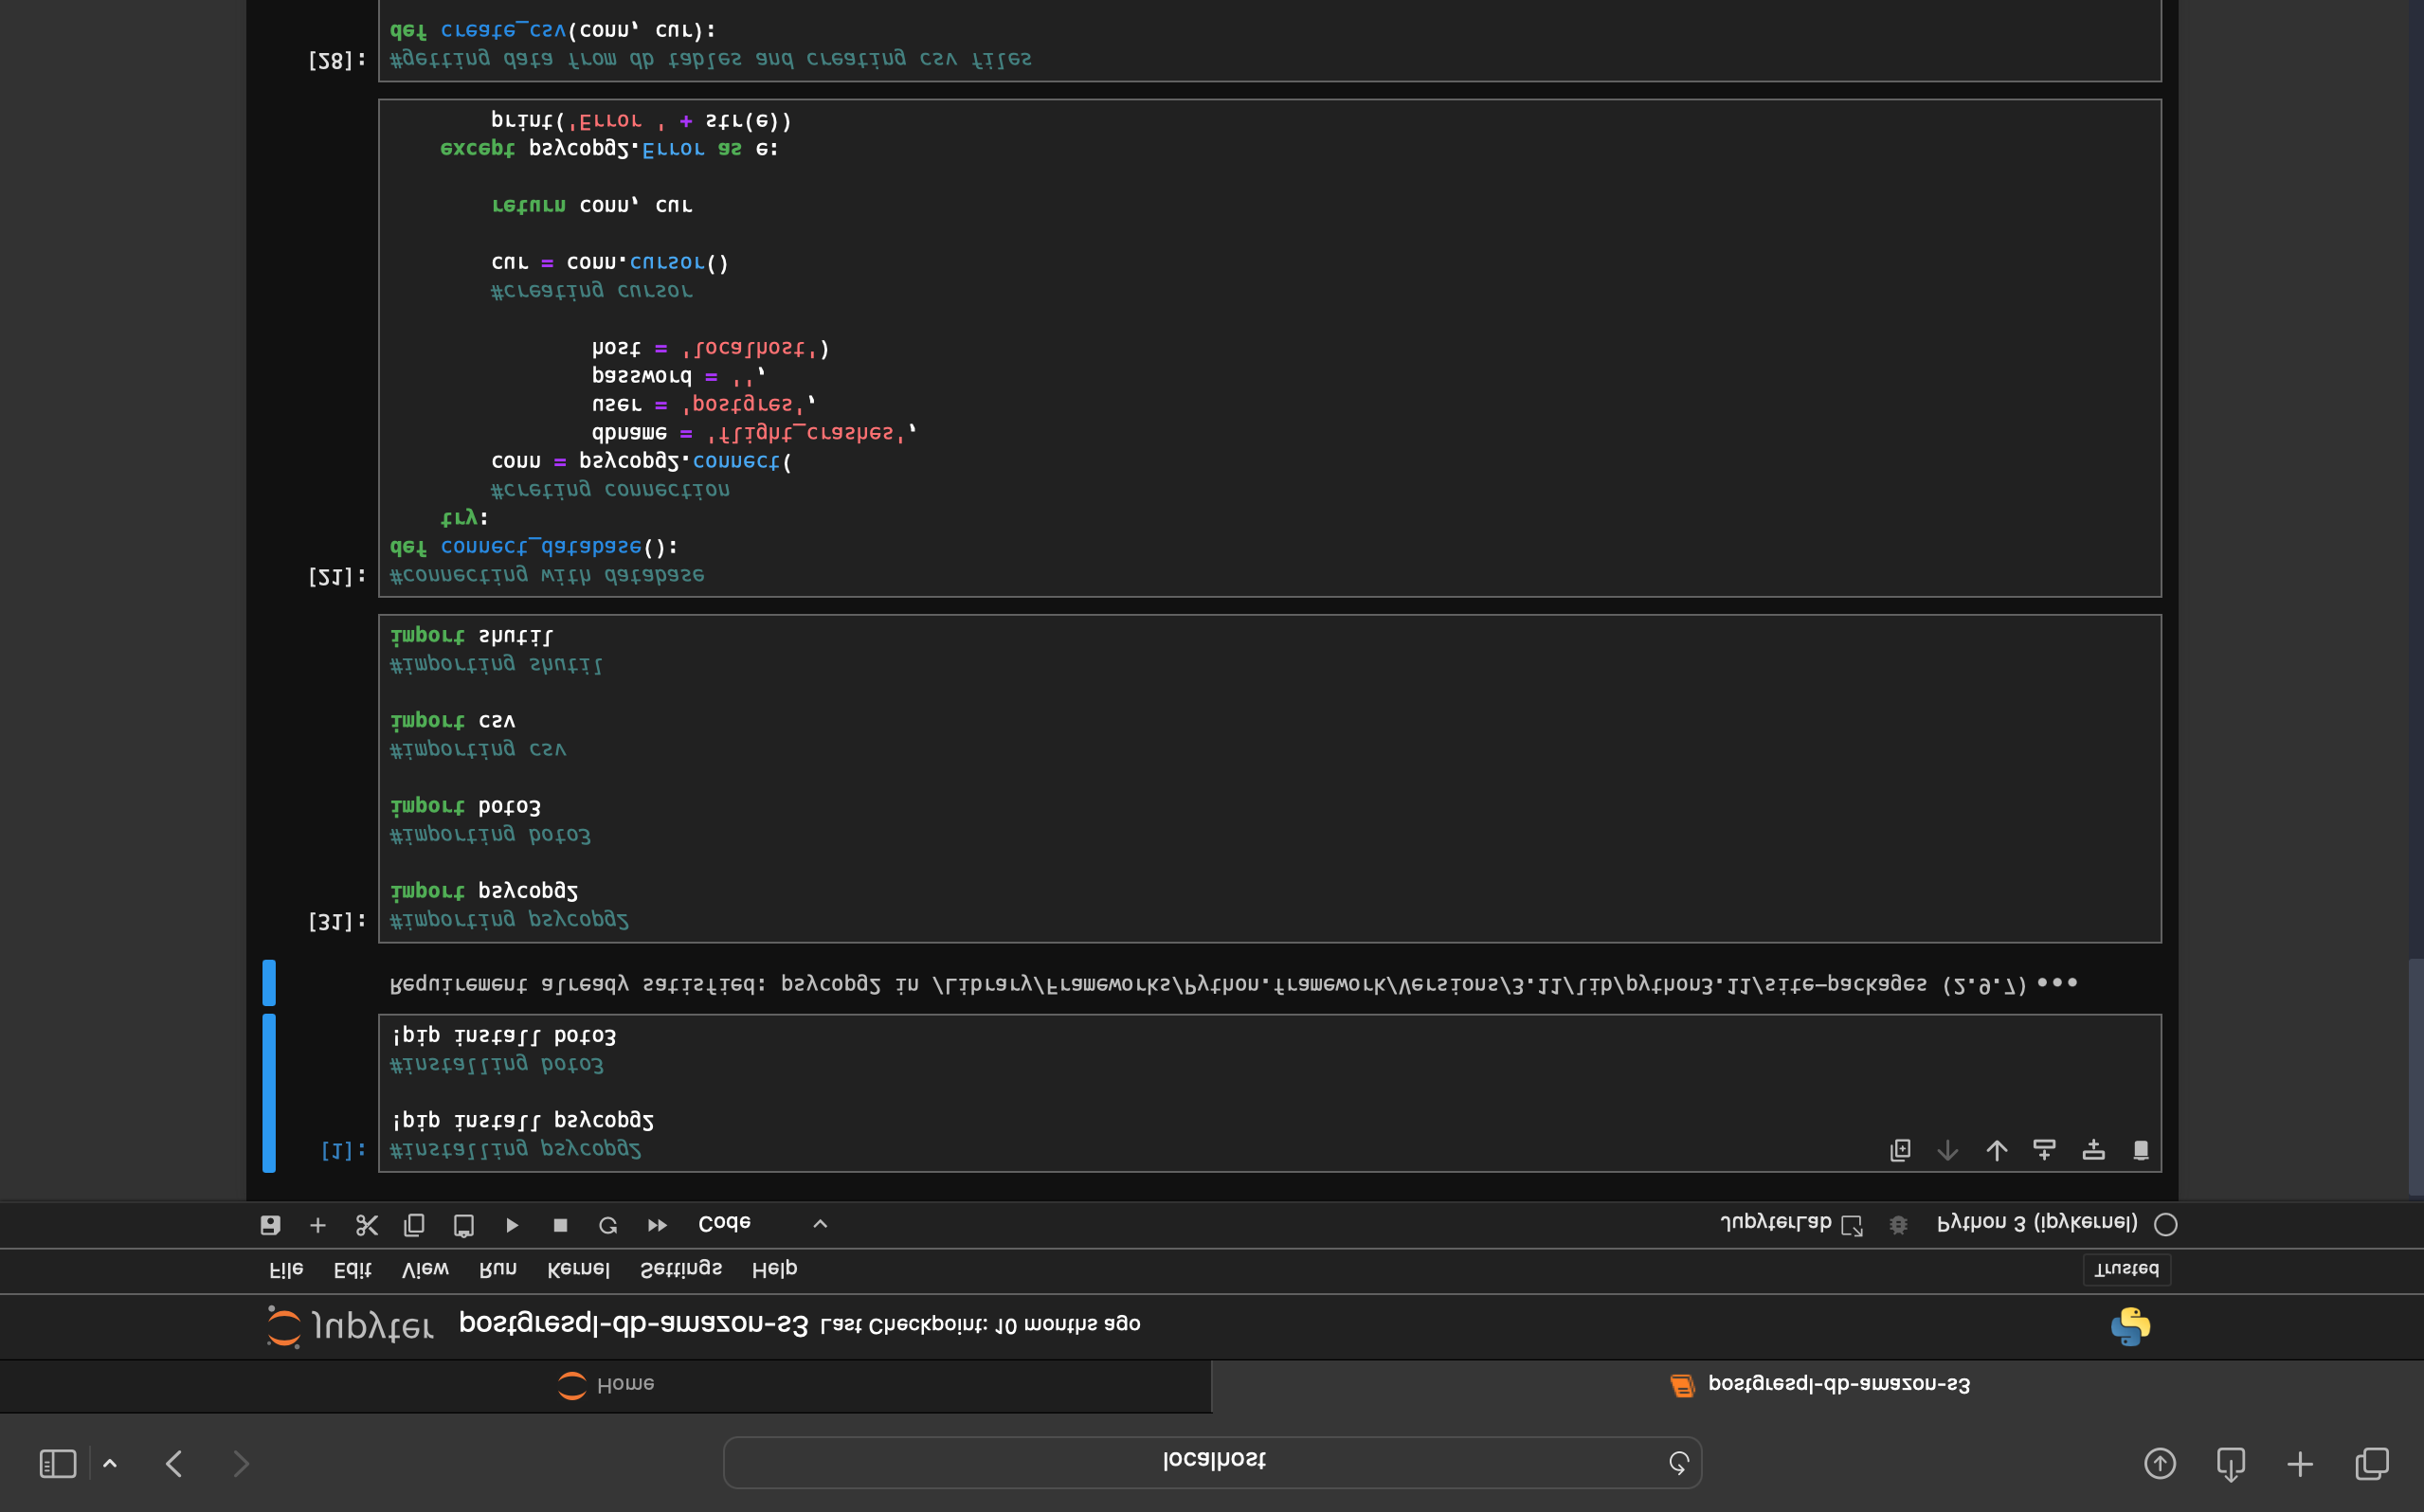 localhost
Home
postgresql-db-amazon-s3
jupyter postgresql-db-amazon-s3 Last Checkpoint: 10 months ago
File Edit View Run Kernel Settings Help Trusted
Code JupyterLab Python 3 (ipykernel)
[1]: #installing psycopg2
!pip install psycopg2
#installing boto3
!pip install boto3
Requirement already satisfied: psycopg2 in /Library/Frameworks/Python.framework/Versions/3.11/lib/python3.11/site-packages (2.9.7) •••
[31]: #importing psycopg2
import psycopg2
#importing boto3
import boto3
#importing csv
import csv
#importing shutil
import shutil
[21]: #connecting with database
def connect_database():
try:
#creting connection
conn = psycopg2.connect(
dbname = 'flight_crashes',
user = 'postgres',
password = '',
host = 'localhost')
#creating cursor
cur = conn.cursor()
return conn, cur
except psycopg2.Error as e:
print('Error ' + str(e))
[28]: #getting data from db tables and creating csv files
def create_csv(conn, cur):